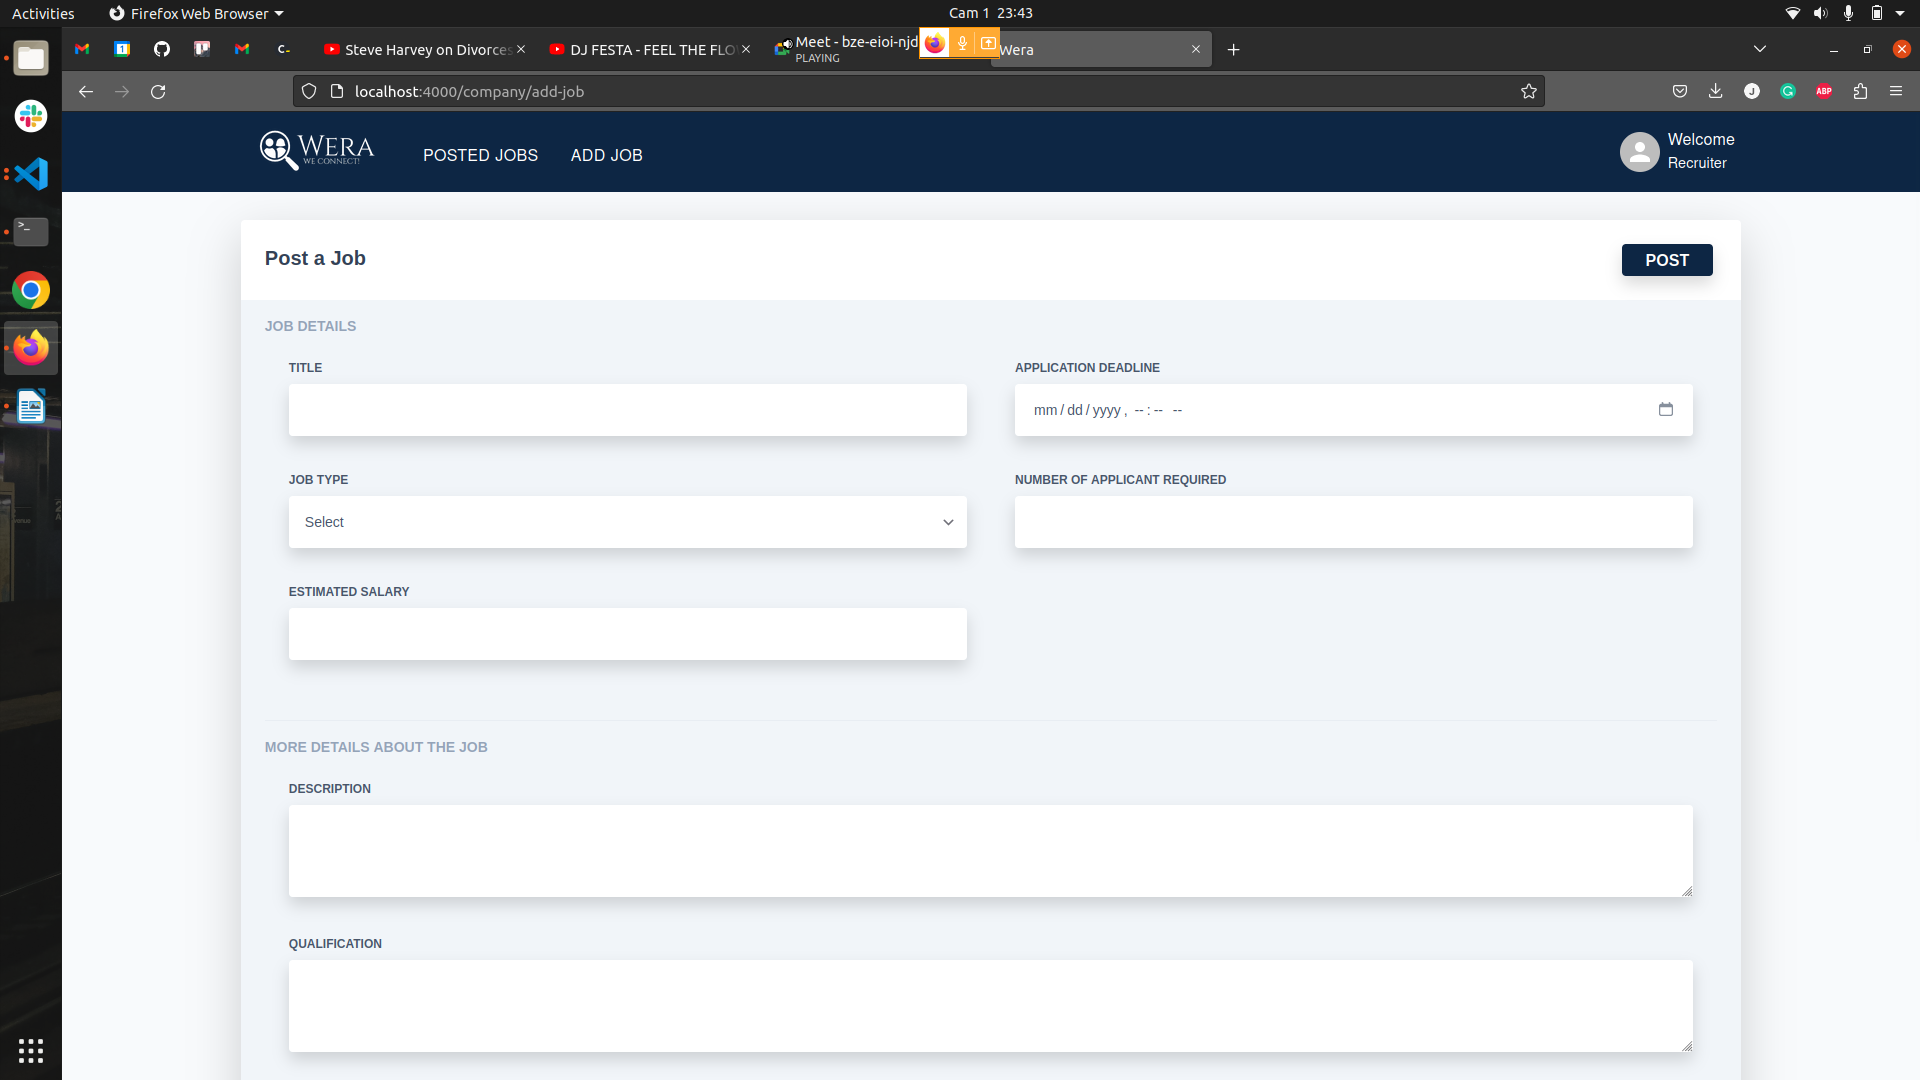 Activities
Firefox Web Browser
Cam 1 23:43
Steve Harvey on Divorces
DJ FESTA - FEEL THE FLO
Meet - bze-eioi-njd
PLAYING
Wera
localhost:4000/company/add-job
ABP
WERA
WE CONNECT!
POSTED JOBS
ADD JOB
Welcome
Recruiter
Post a Job
POST
JOB DETAILS
TITLE
APPLICATION DEADLINE
mm / dd / yyyy , -- : -- --
JOB TYPE
NUMBER OF APPLICANT REQUIRED
Select
ESTIMATED SALARY
MORE DETAILS ABOUT THE JOB
DESCRIPTION
QUALIFICATION